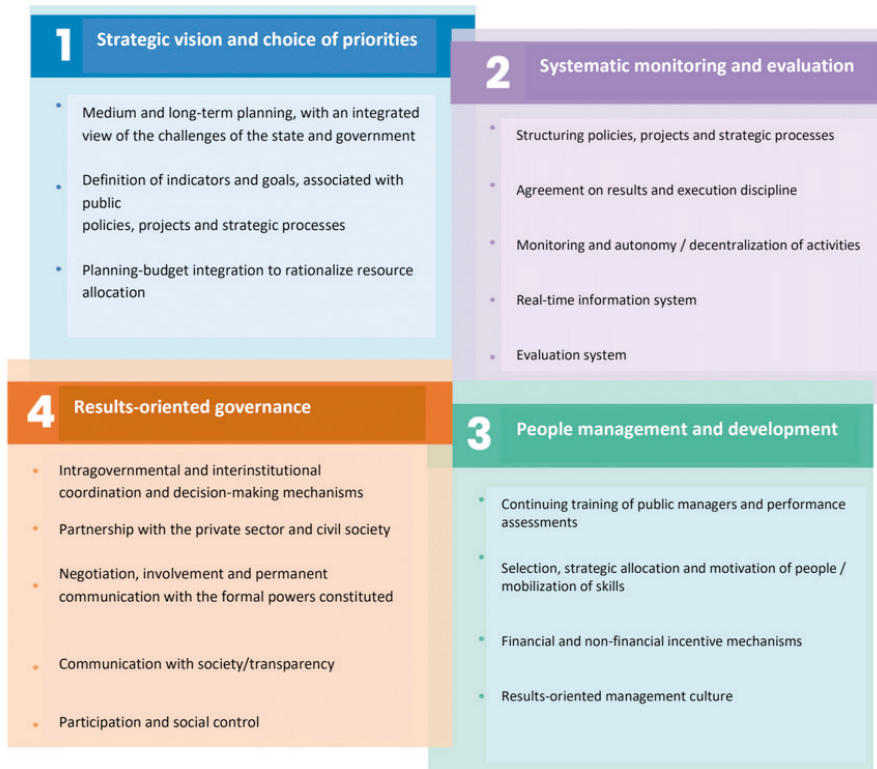 1
Strategic vision and choice of priorities
• Medium and long-term planning, with an integrated
view of the challenges of the state and government
• Definition of indicators and goals, associated with
public
policies, projects and strategic processes
• Planning-budget integration to rationalize resource
allocation
2
Systematic monitoring and evaluation
• Structuring policies, projects and strategic processes
• Agreement on results and execution discipline
• Monitoring and autonomy / decentralization of activities
• Real-time information system
• Evaluation system
3
People management and development
• Continuing training of public managers and performance
assessments
• Selection, strategic allocation and motivation of people /
mobilization of skills
• Financial and non-financial incentive mechanisms
• Results-oriented management culture
4
Results-oriented governance
• Intragovernmental and interinstitutional
coordination and decision-making mechanisms
• Partnership with the private sector and civil society
• Negotiation, involvement and permanent
communication with the formal powers constituted
• Communication with society/transparency
• Participation and social control